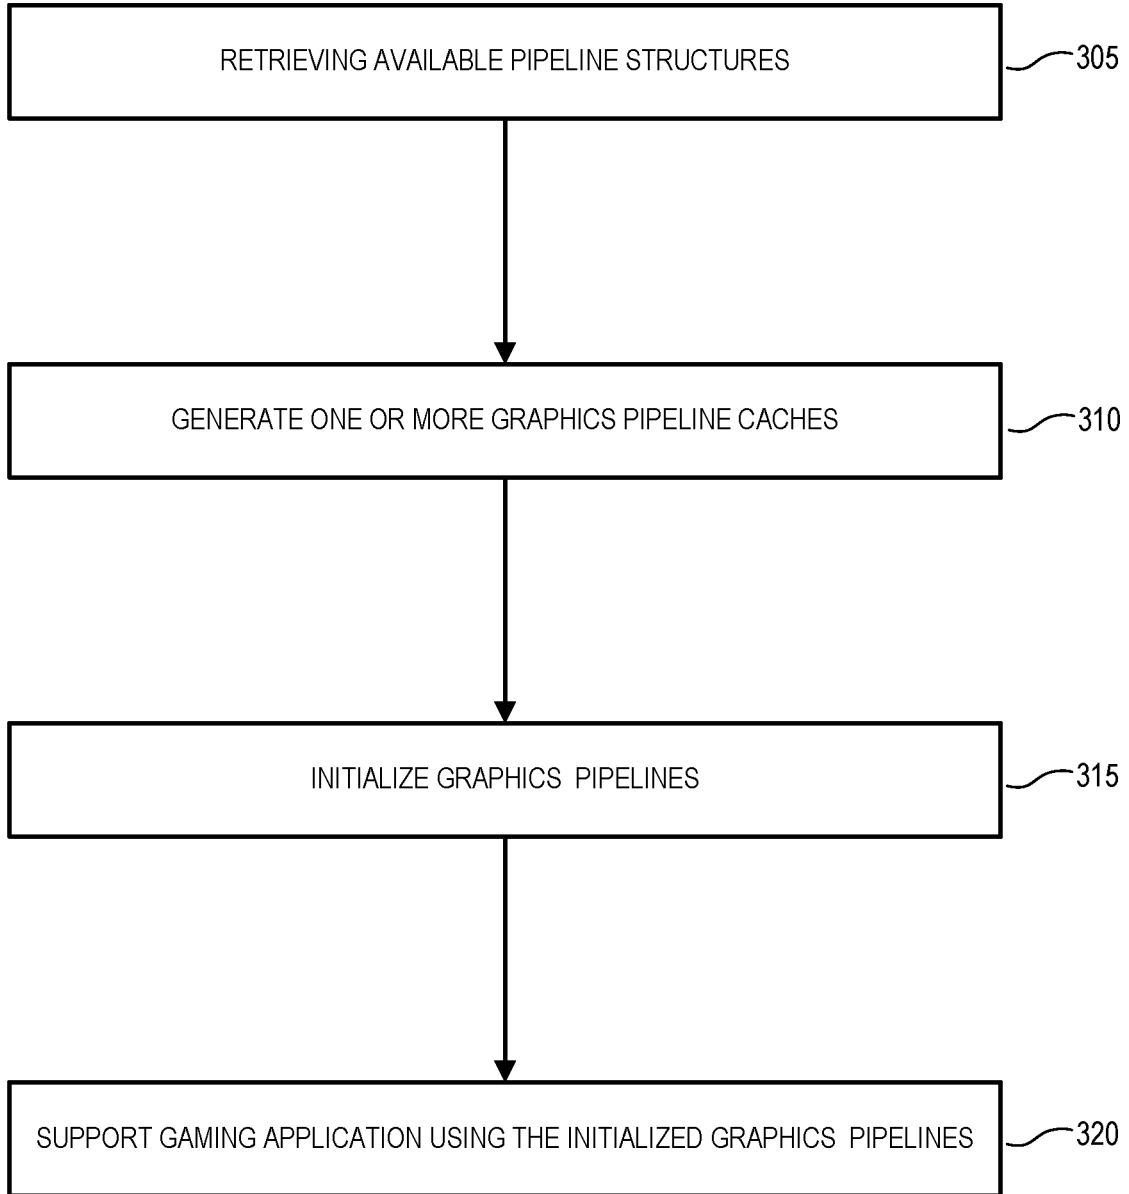 RETRIEVING AVAILABLE PIPELINE STRUCTURES
305
GENERATE ONE OR MORE GRAPHICS PIPELINE CACHES
310
INITIALIZE GRAPHICS PIPELINES
315
SUPPORT GAMING APPLICATION USING THE INITIALIZED GRAPHICS PIPELINES
320